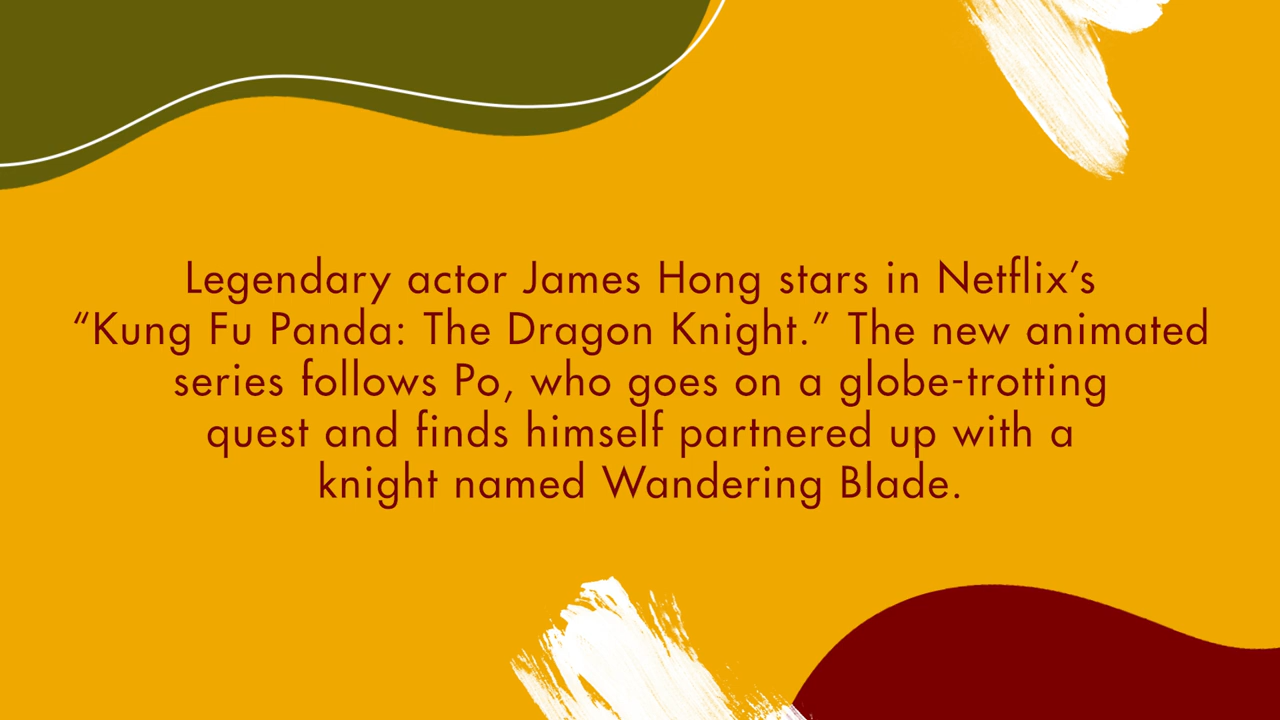 Legendary actor James Hong stars in Netflix’s
“Kung Fu Panda: The Dragon Knight.” The new animated
series follows Po, who goes on a globe-trotting
quest and finds himself partnered up with a
knight named Wandering Blade.